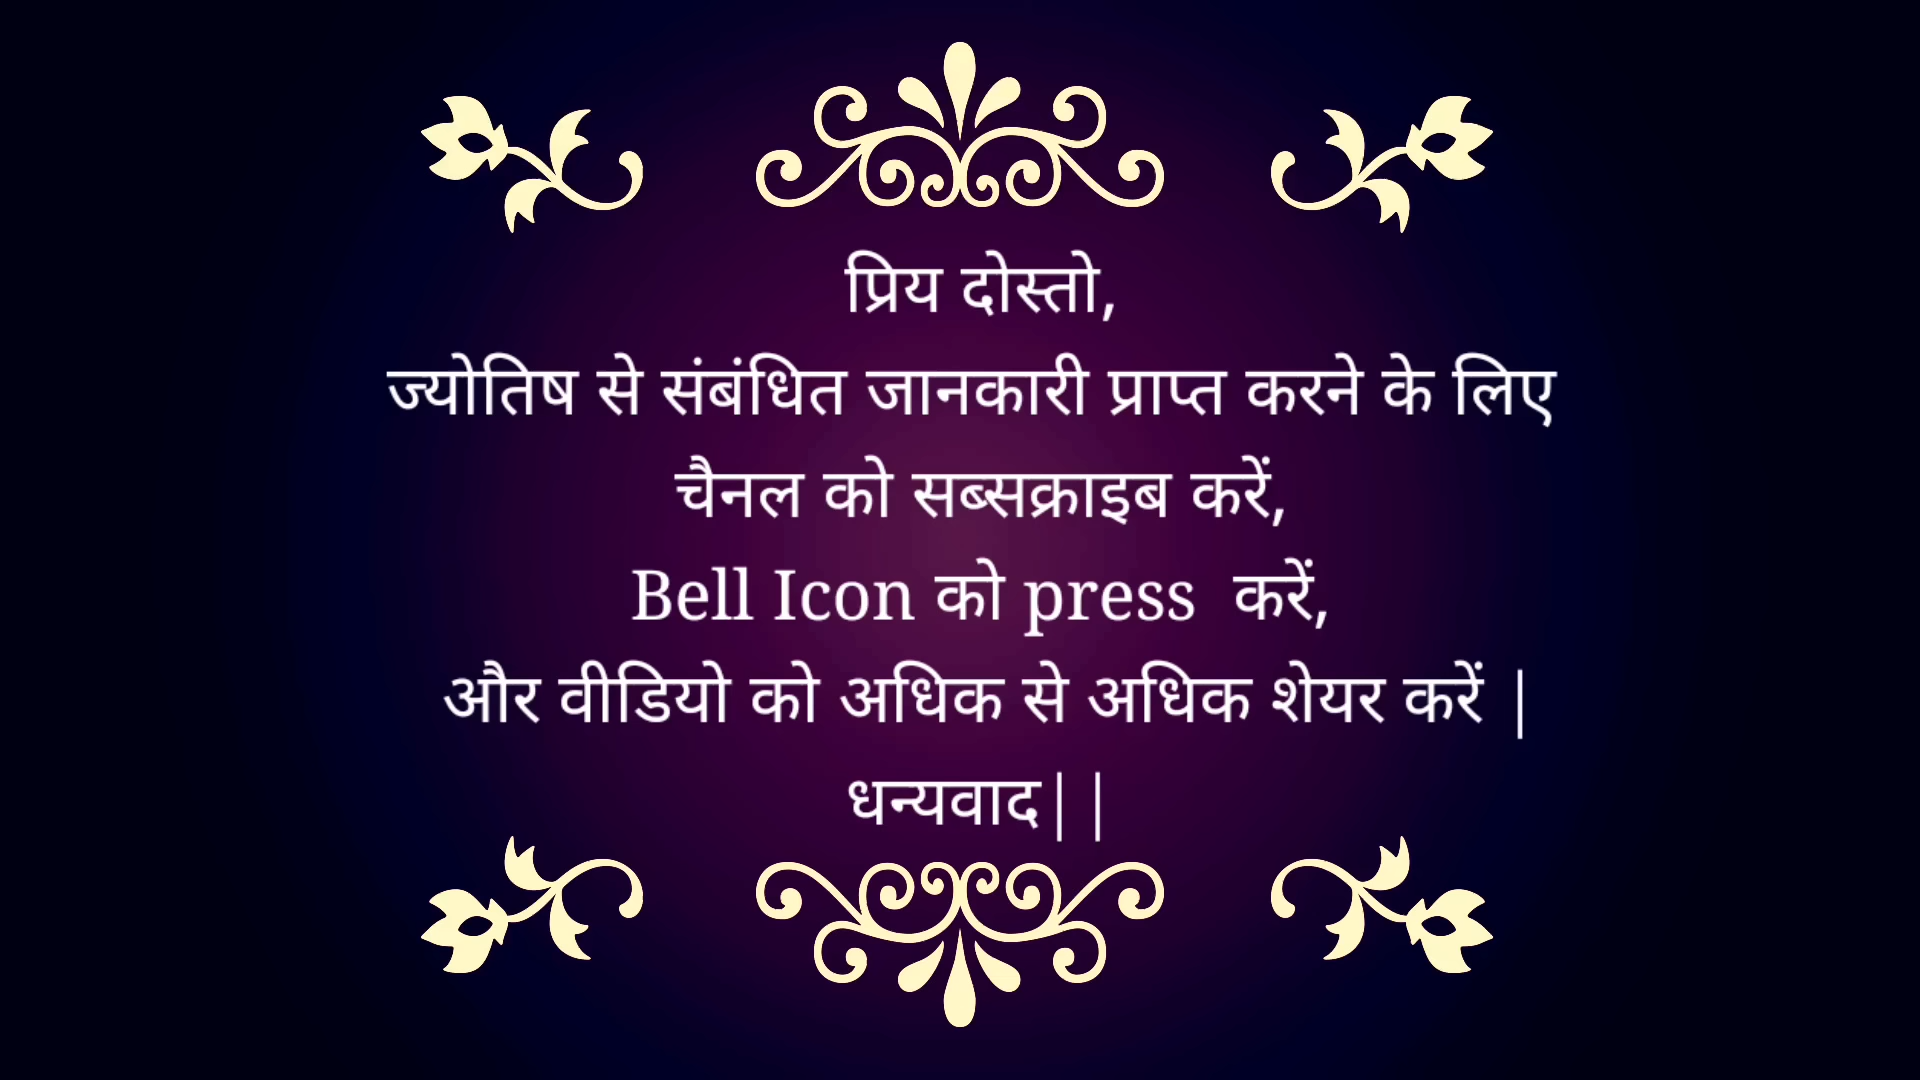 प्रिय दोस्तो,
ज्योतिष से संबंधित जानकारी प्राप्त करने के लिए
चैनल को सब्सक्राइब करें,
Bell Icon को press  करें,
और वीडियो को अधिक से अधिक शेयर करें |
धन्यवाद||